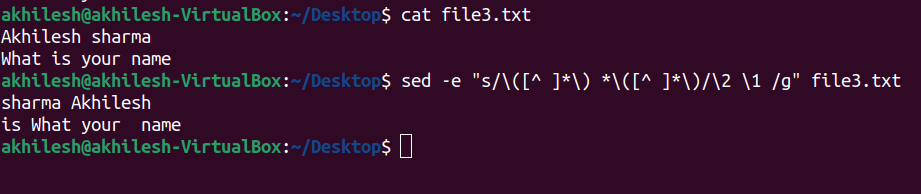 akhilesh@akhilesh-VirtualBox:~/Desktop$ cat file3.txt
Akhilesh sharma
What is your name
akhilesh@akhilesh-VirtualBox:~/Desktop$ sed -e "s/\([^ ]*\) *\([^ ]*\)/\2 \1 /g" file3.txt
sharma Akhilesh
is What your  name
akhilesh@akhilesh-VirtualBox:~/Desktop$